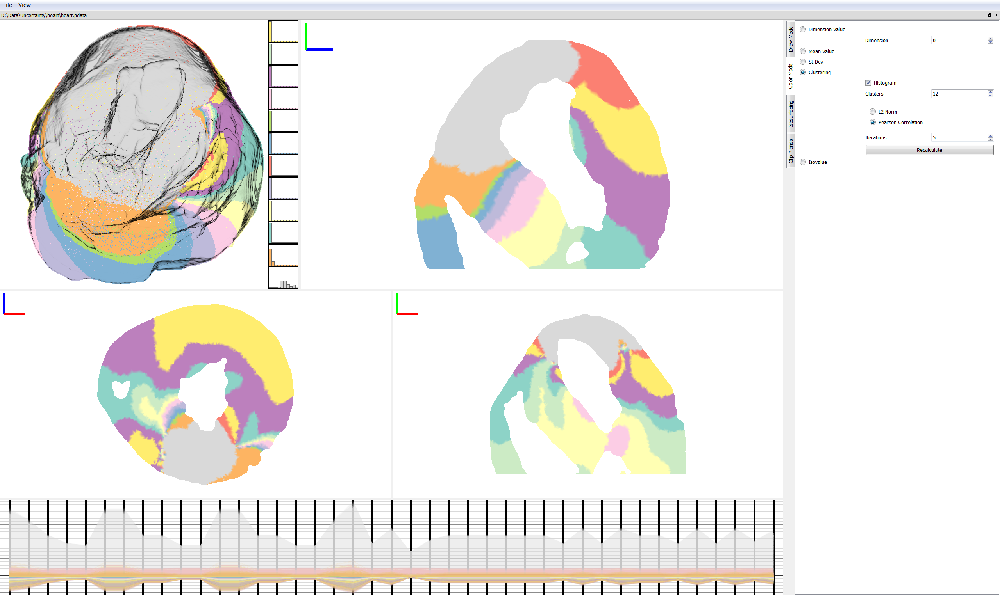 File View
D:\Data\Uncertainty\heart\heart.pdata
Draw Mode
Color Mode
Isosurfacing
Clip Planes
Dimension Value
Dimension 0
Mean Value
St Dev
Clustering
Histogram
Clusters 12
L2 Norm
Pearson Correlation
Iterations 5
Recalculate
Isovalue